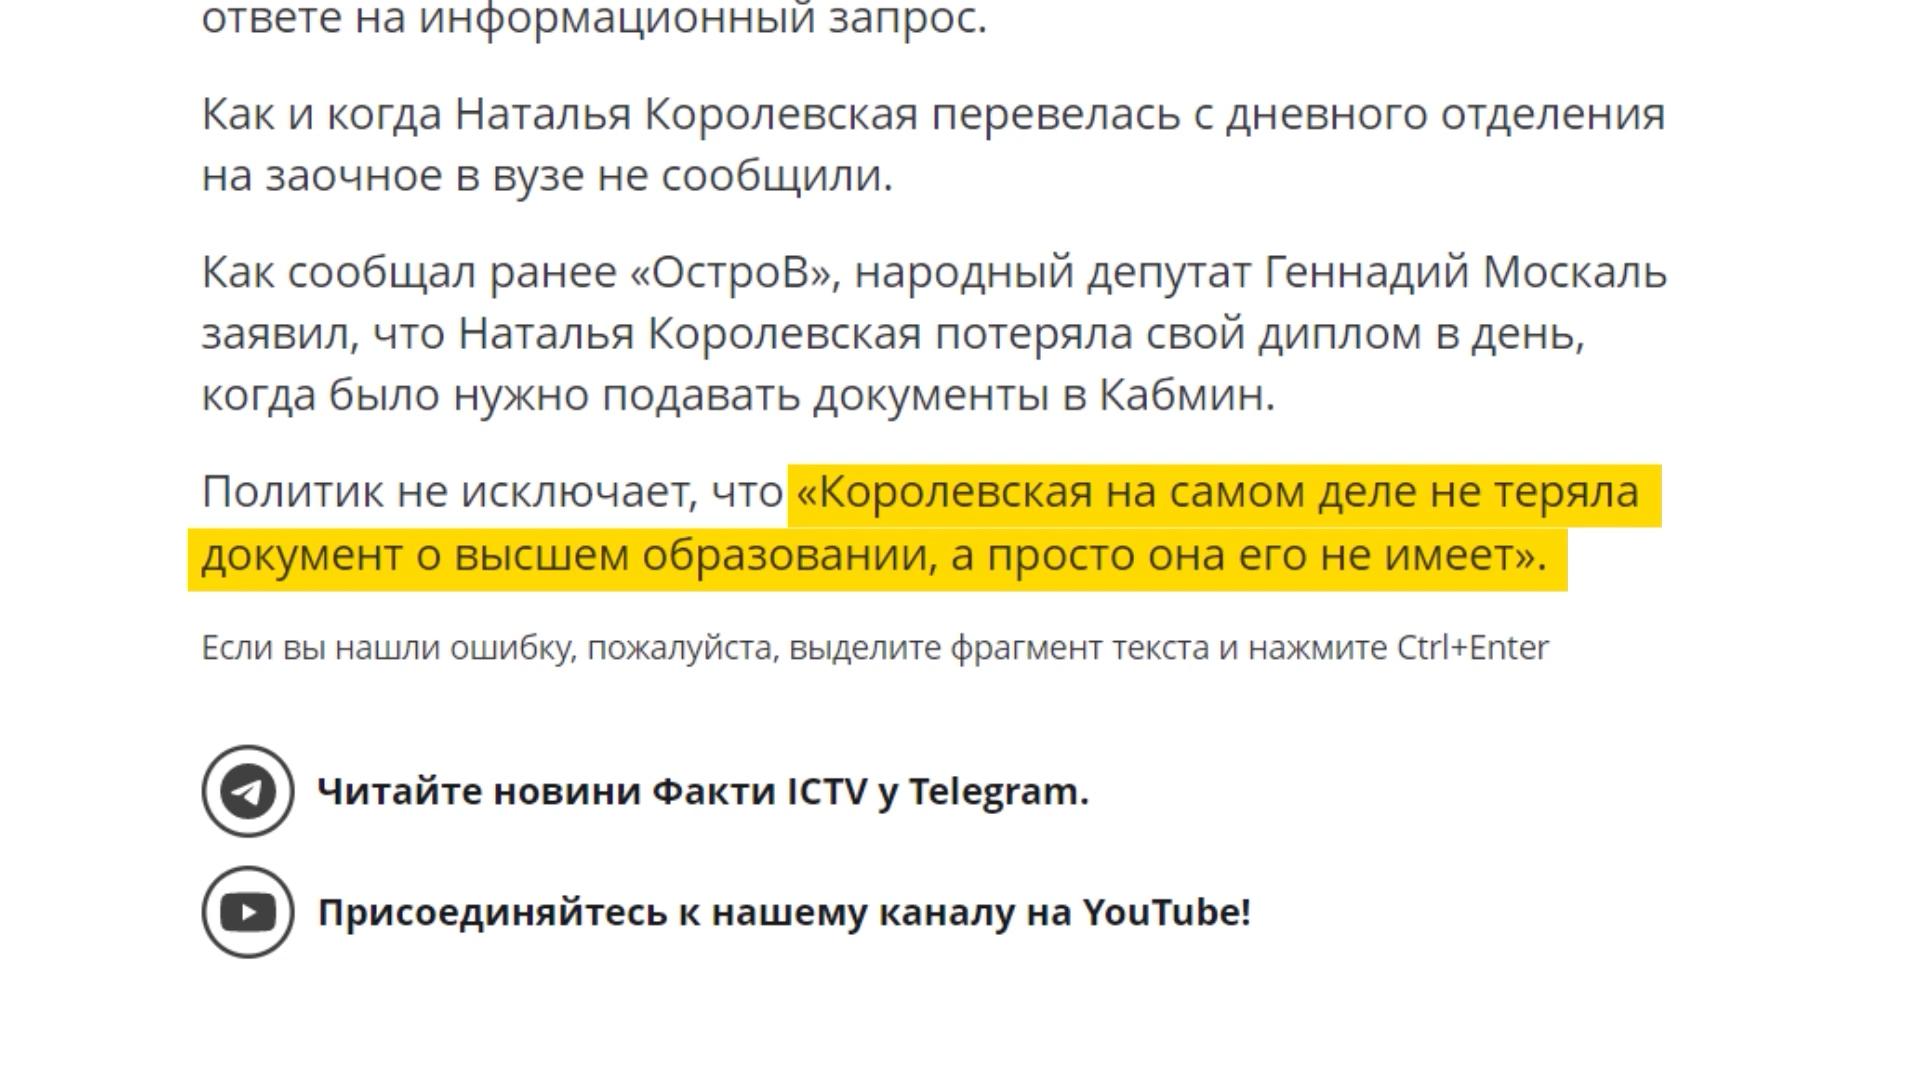 ответе на информационный запрос.
Как и когда Наталья Королевская перевелась с дневного отделения
на заочное в вузе не сообщили.
Как сообщал ранее «ОстроВ», народный депутат Геннадий Москаль
заявил, что Наталья Королевская потеряла свой диплом в день,
когда было нужно подавать документы в Кабмин.
Политик не исключает, что «Королевская на самом деле не теряла
документ о высшем образовании, а просто она его не имеет».
Если вы нашли ошибку, пожалуйста, выделите фрагмент текста и нажмите Ctrl+Enter
Читайте новини Факти ICTV у Telegram.
Присоединяйтесь к нашему каналу на YouTube!